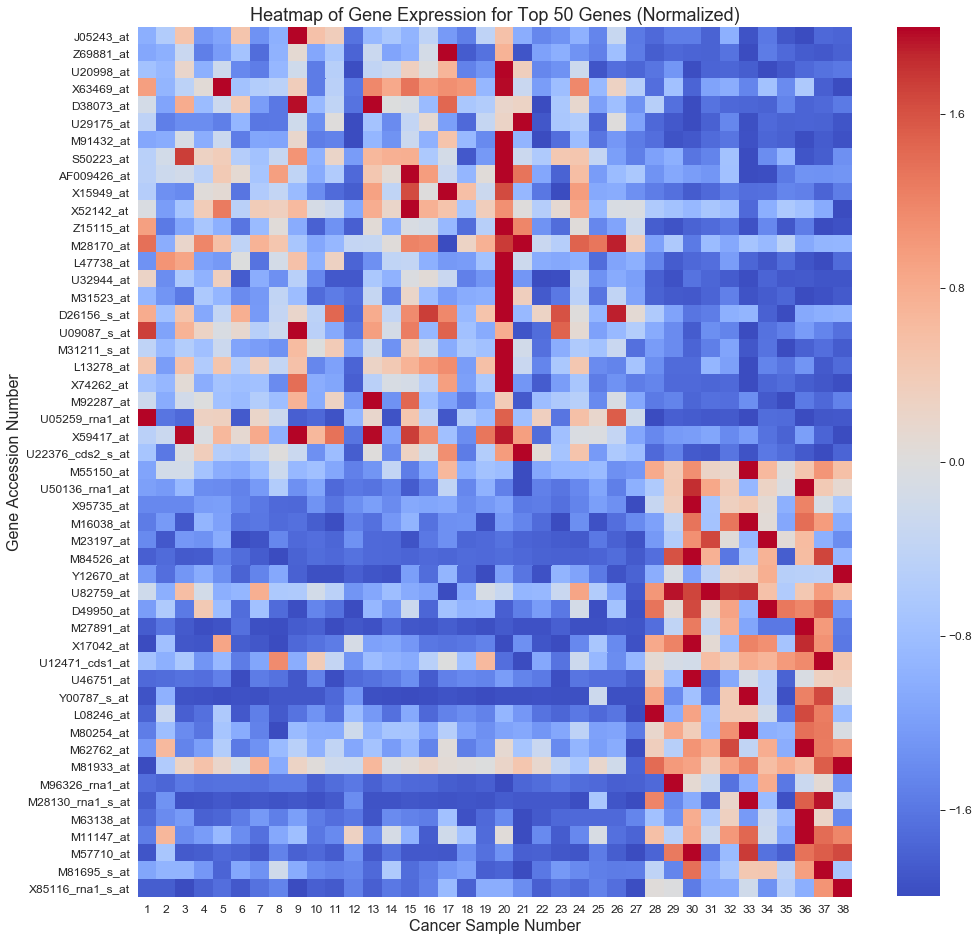 Heatmap of Gene Expression for Top 50 Genes (Normalized)
Gene Accession Number
J05243_at
Z69881_at
U20998_at
X63469_at
D38073_at
U29175_at
M91432_at
S50223_at
AF009426_at
X15949_at
X52142_at
Z15115_at
M28170_at
L47738_at
U32944_at
M31523_at
D26156_s_at
U09087_s_at
M31211_s_at
L13278_at
X74262_at
M92287_at
U05259_rna1_at
X59417_at
U22376_cds2_s_at
M55150_at
U50136_rna1_at
X95735_at
M16038_at
M23197_at
M84526_at
Y12670_at
U82759_at
D49950_at
M27891_at
X17042_at
U12471_cds1_at
U46751_at
Y00787_s_at
L08246_at
M80254_at
M62762_at
M81933_at
M96326_rna1_at
M28130_rna1_s_at
M63138_at
M11147_at
M57710_at
M81695_s_at
X85116_rna1_s_at
1 2 3 4 5 6 7 8 9 10 11 12 13 14 15 16 17 18 19 20 21 22 23 24 25 26 27 28 29 30 31 32 33 34 35 36 37 38
Cancer Sample Number
1.6
0.8
0.0
−0.8
−1.6